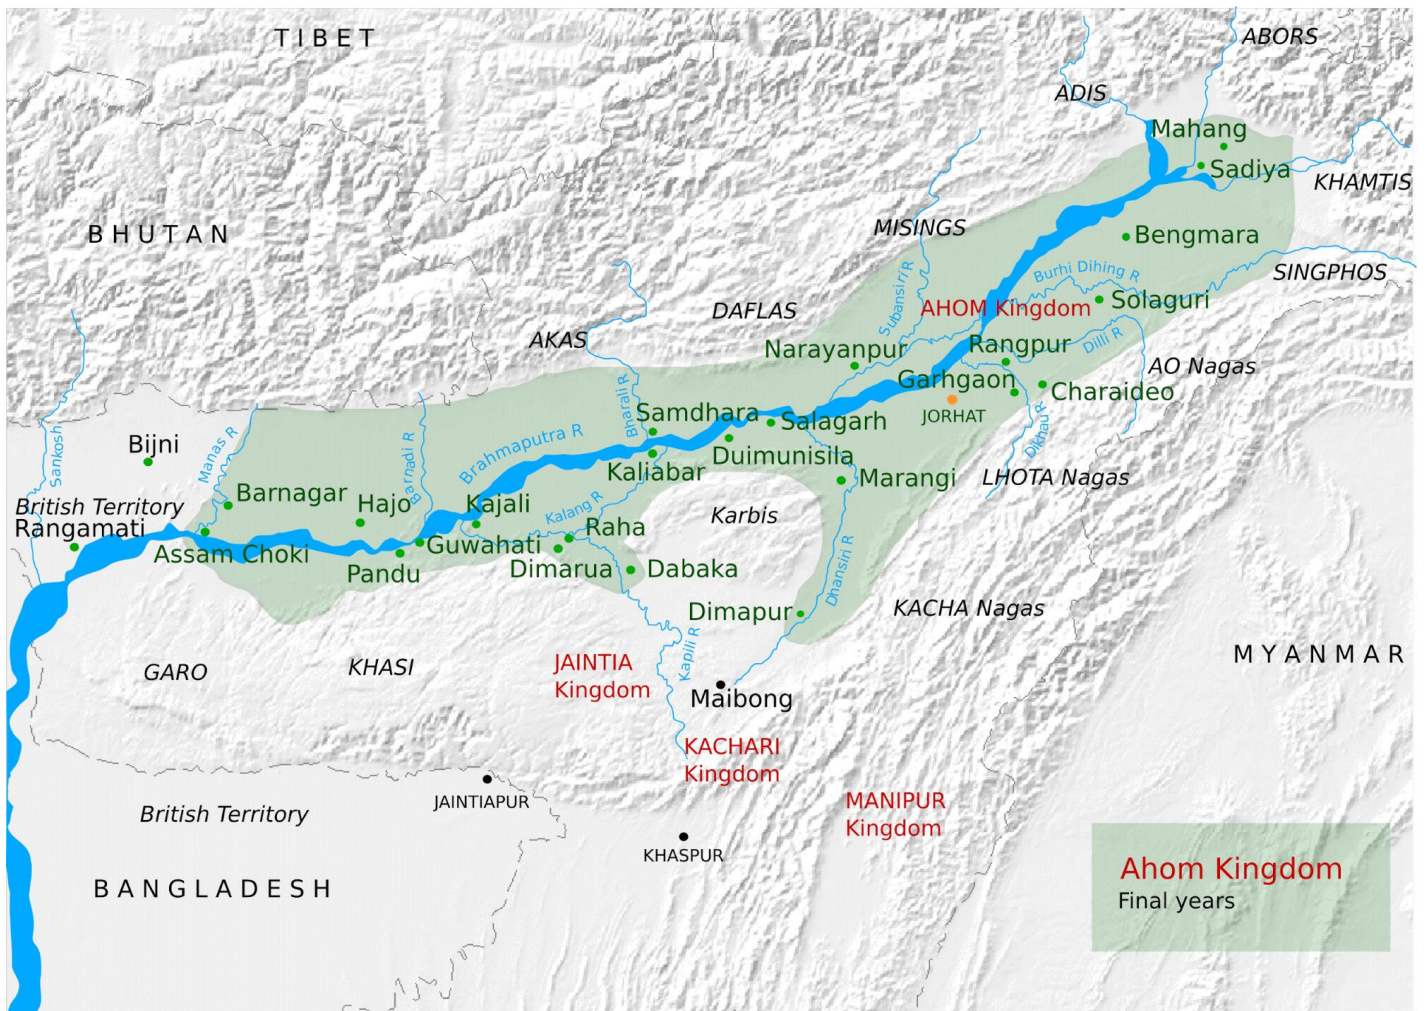 TIBET
ABORS
ADIS
Mahang
Sadiya
KHAMTIS
BHUTAN
MISINGS
Bengmara
SINGPHOS
Burhi Dihing R
Subansiri R
DAFLAS
AHOM Kingdom
Solaguri
AKAS
Narayanpur
Rangpur
Dilli R
AO Nagas
Garhgaon
Charaideo
JORHAT
Bharali R
Samdhara
Salagarh
Dikhau R
Bijni
Manas R
Sankosh
Barnadi R
Brahmaputra R
Duimunisila
Kaliabar
Marangi
LHOTA Nagas
Barnagar
Hajo
Kajali
Kalang R
Karbis
British Territory
Rangamati
Raha
Assam Choki
Guwahati
Pandu
Dimarua
Dabaka
Dhansiri R
Dimapur
KACHA Nagas
GARO
KHASI
JAINTIA
Kingdom
Kapili R
MYANMAR
Maibong
KACHARI
Kingdom
JAINTIAPUR
British Territory
MANIPUR
Kingdom
KHASPUR
BANGLADESH
Ahom Kingdom
Final years